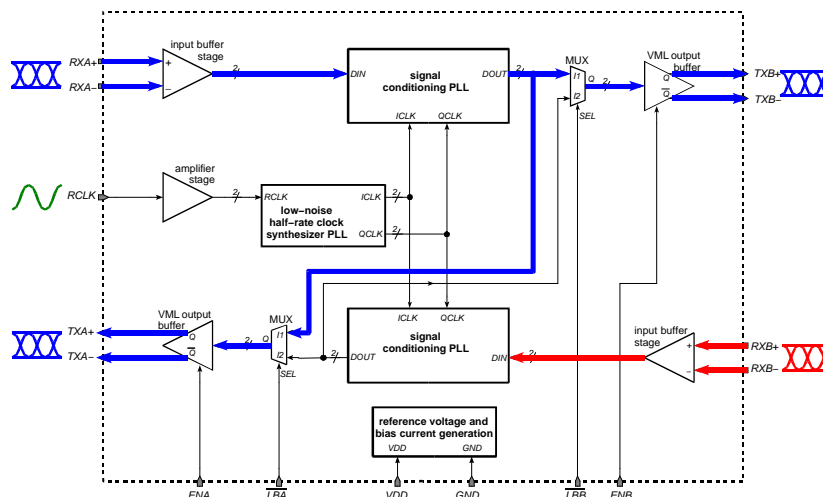 RXA+
RXA−
input buffer
stage
+
−
2
DIN
signal
conditioning PLL
DOUT
ICLK
QCLK
2
MUX
I1
I2
Q
SEL
2
VML output
buffer
Q
Q
TXB+
TXB−
RCLK
amplifier
stage
2
RCLK
ICLK
QCLK
low−noise
half−rate clock
synthesizer PLL
2
2
TXA+
TXA−
VML output
buffer
Q
Q
2
Q
MUX
I1
I2
SEL
2
DOUT
ICLK
QCLK
signal
conditioning PLL
DIN
2
input buffer
stage
+
−
RXB+
RXB−
reference voltage and
bias current generation
VDD
GND
ENA
LBA
VDD
GND
LBB
ENB